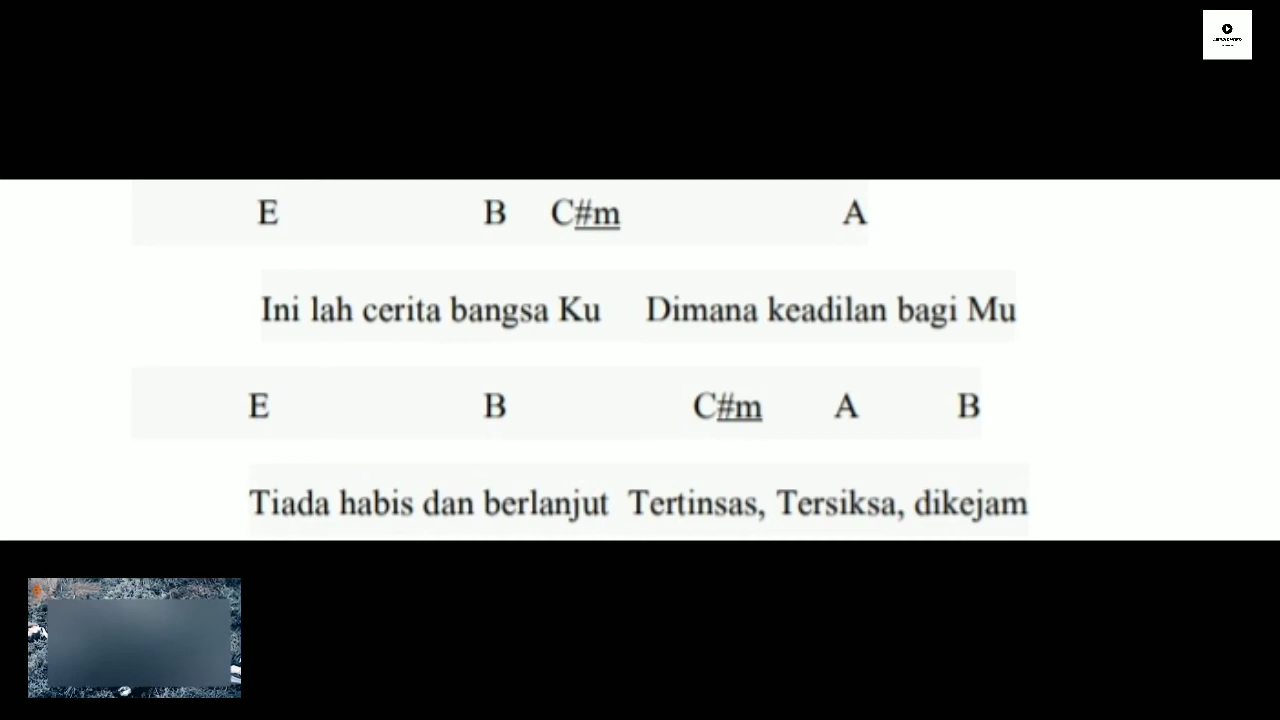 E B C#m A
Ini lah cerita bangsa Ku Dimana keadilan bagi Mu
E B C#m A B
Tiada habis dan berlanjut Tertinsas, Tersiksa, dikejam